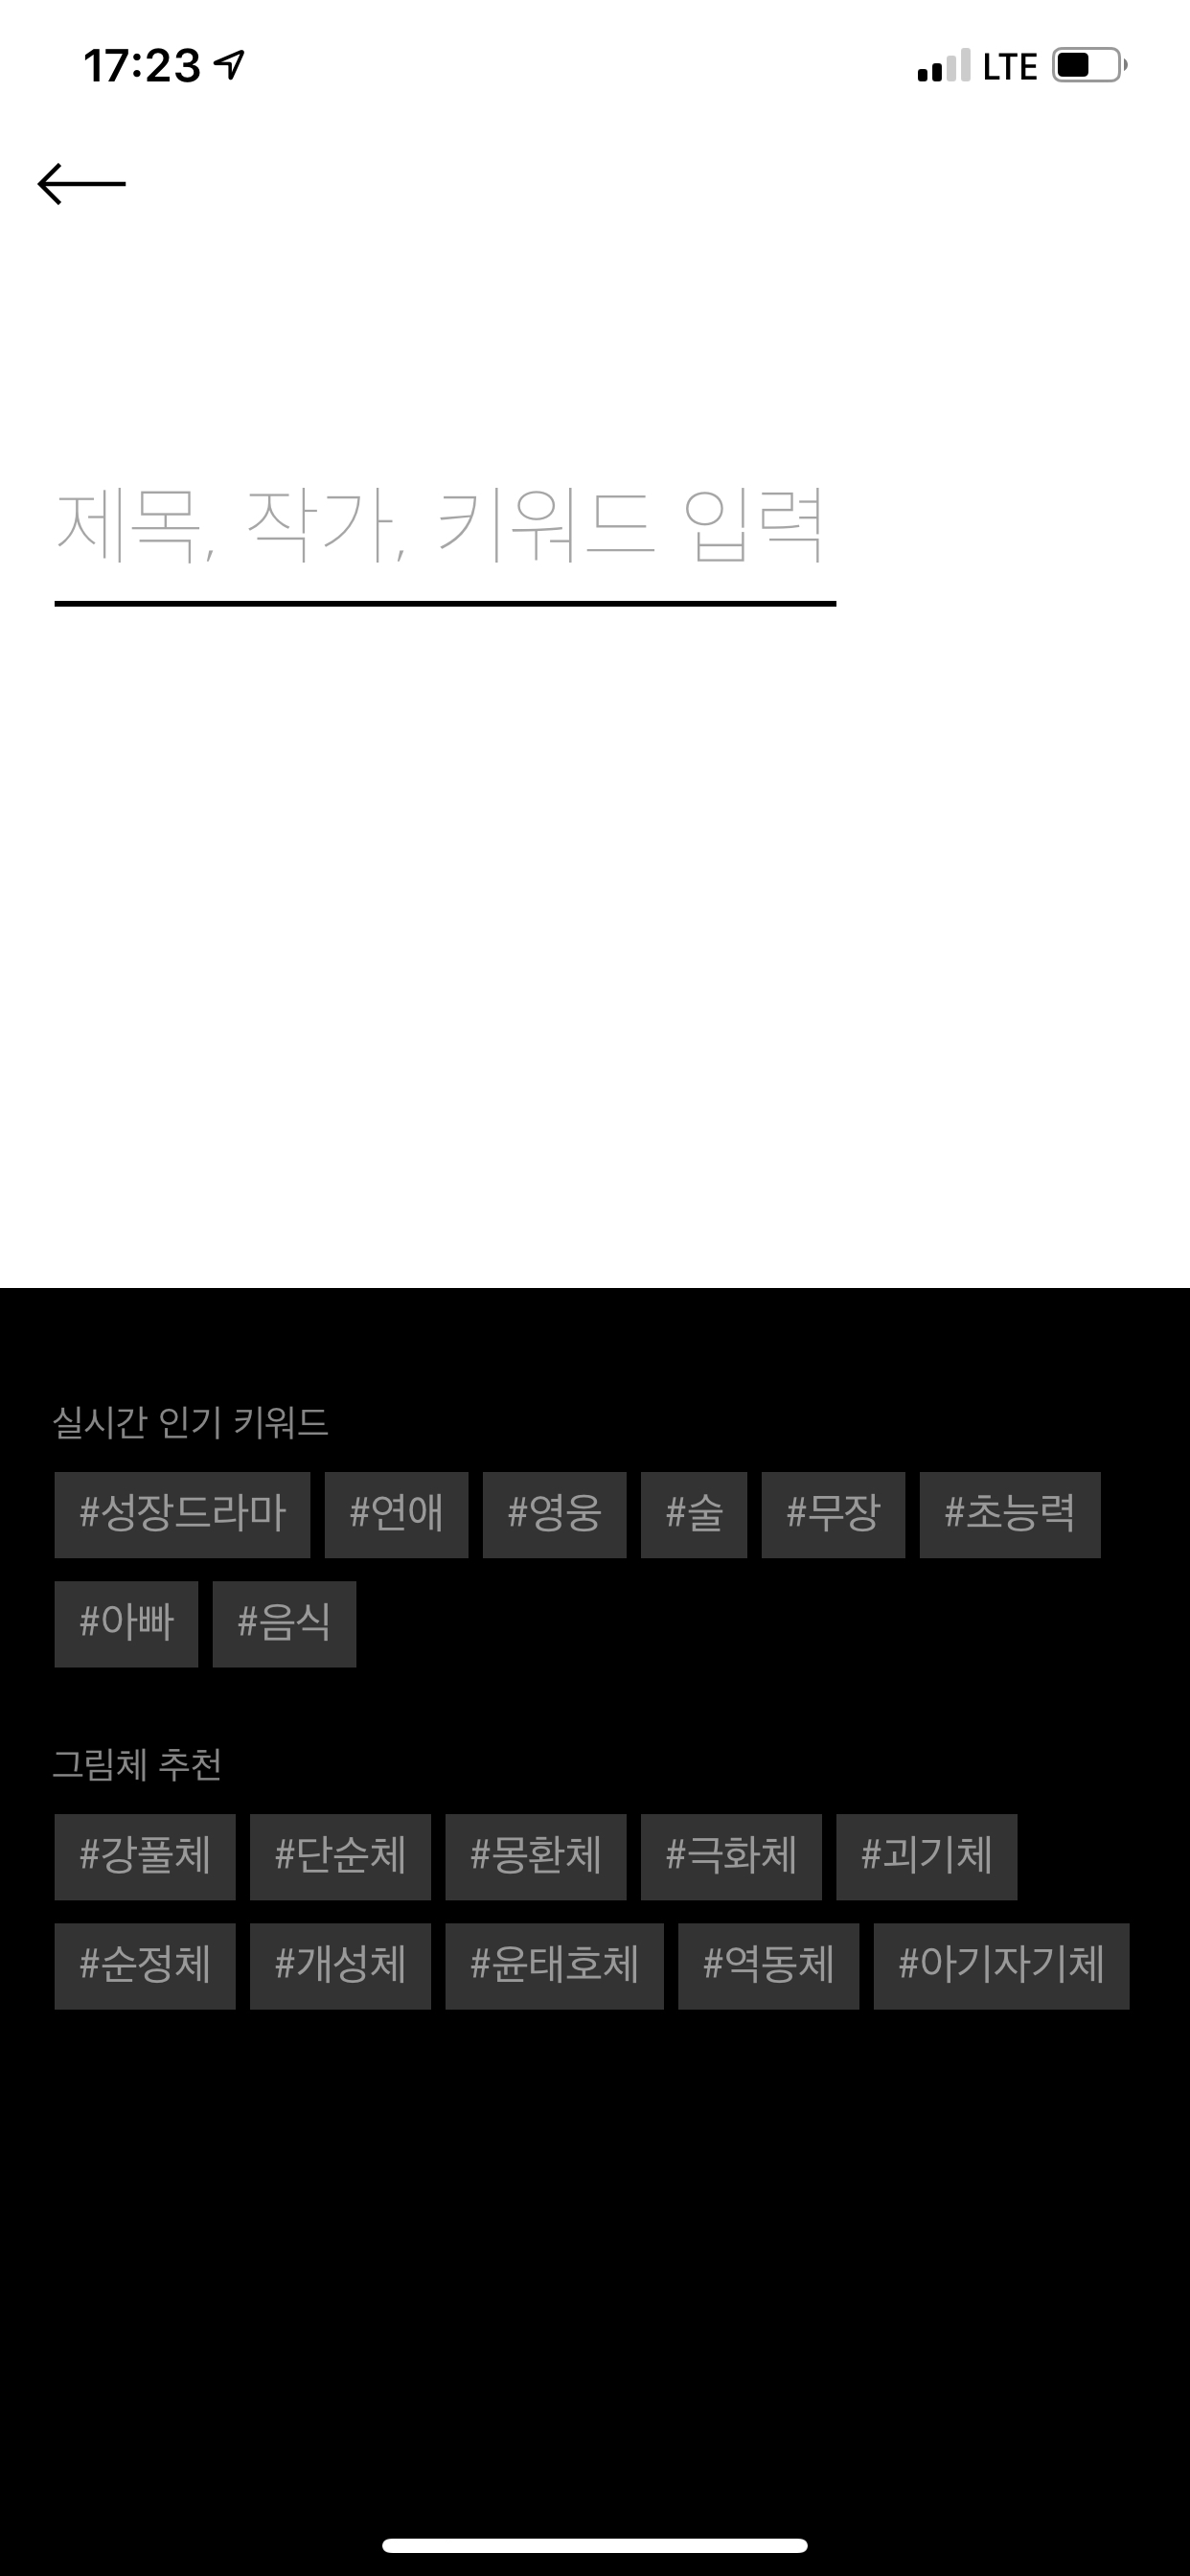 17:23 LTE
제목, 작가, 키워드 입력
실시간 인기 키워드
#성장드라마 #연애 #영웅 #술 #무장 #초능력
#아빠 #음식
그림체 추천
#강풀체 #단순체 #몽환체 #극화체 #괴기체
#순정체 #개성체 #윤태호체 #역동체 #아기자기체